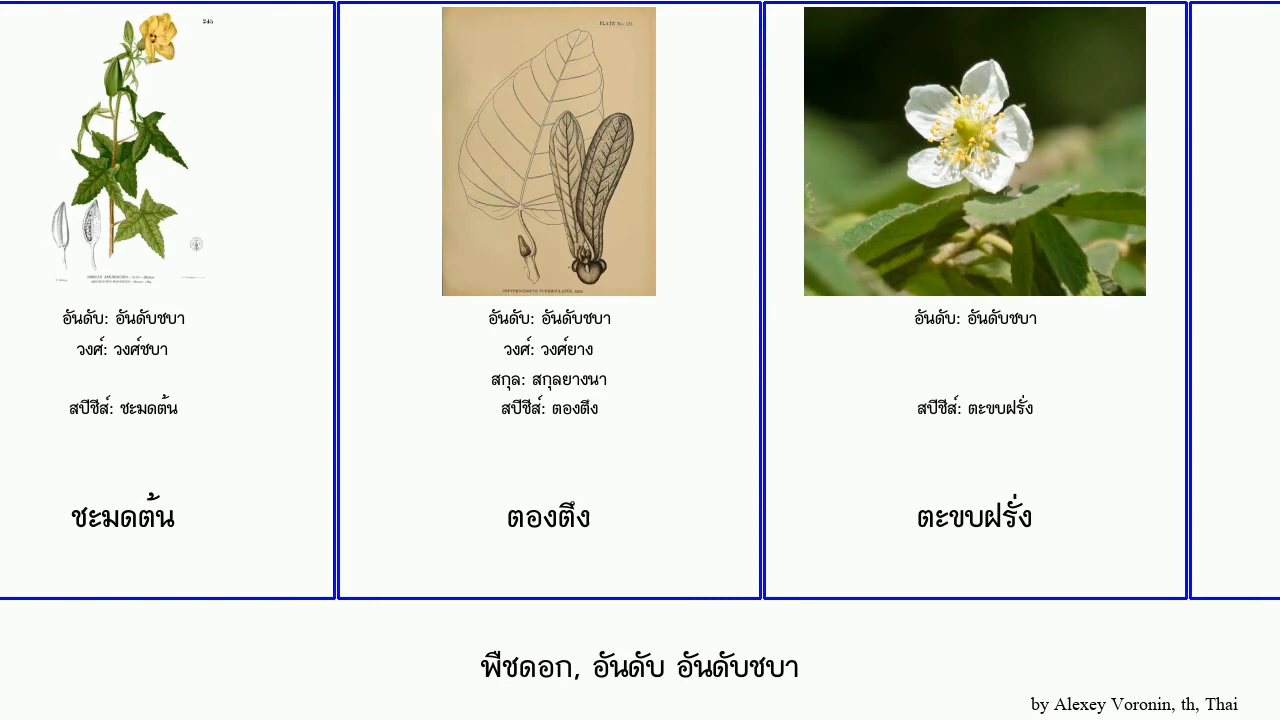 245
PLATE No. 121.
อันดับ: อันดับชบา
วงศ์: วงศ์ชบา
สปีชีส์: ชะมดต้น
ชะมดต้น
อันดับ: อันดับชบา
วงศ์: วงศ์ยาง
สกุล: สกุลยางนา
สปีชีส์: ตองตึง
ตองตึง
อันดับ: อันดับชบา
สปีชีส์: ตะขบฝรั่ง
ตะขบฝรั่ง
พืชดอก, อันดับ อันดับชบา
by Alexey Voronin, th, Thai